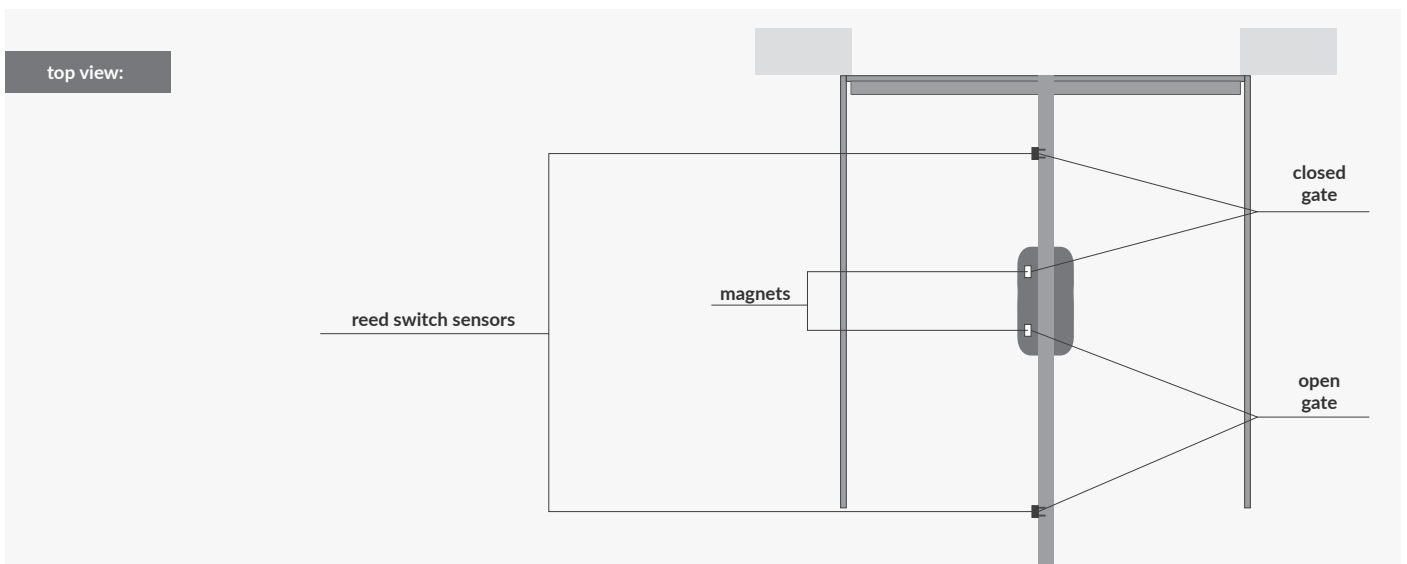 top view:
closed
gate
magnets
reed switch sensors
open
gate